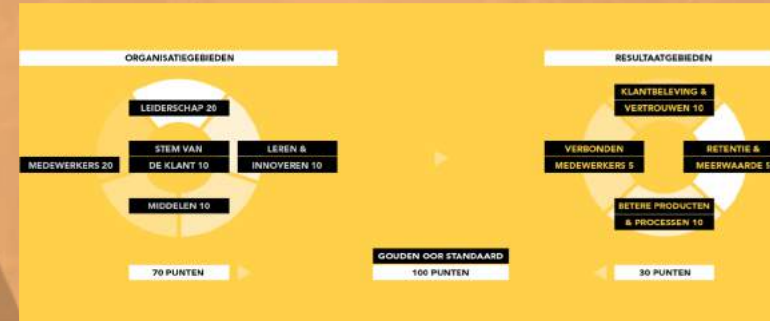 ORGANISATIEGEBIEDEN
LEIDERSCHAP 20
STEM VAN
DE KLANT 10
LEREN &
INNOVEREN 10
MEDEWERKERS 20
MIDDELEN 10
70 PUNTEN
GOUDEN OOR STANDAARD
100 PUNTEN
RESULTAATGEBIEDEN
KLANTBELEVING &
VERTROUWEN 10
VERBONDEN
MEDEWERKERS 5
RETENTIE &
MEERWAARDE 5
BETERE PRODUCTEN
& PROCESSEN 10
30 PUNTEN